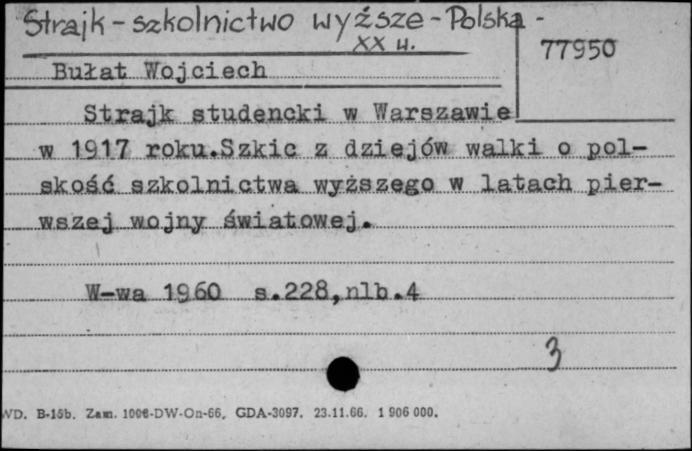 Strajk - szkolnictwo wyższe - Polska -
XX w.
77950
Bułat Wojciech
Strajk studencki w Warszawie
w 1917 roku.Szkic z dziejów walki o pol-
skość szkolnictwa wyższego w latach pier-
wszej wojny światowej.
W-wa 1960 s.228,nlb.4
3
WD. B-15b. Zam. 1006-DW-On-66. GDA-3097. 23.11.66. 1 906 000.